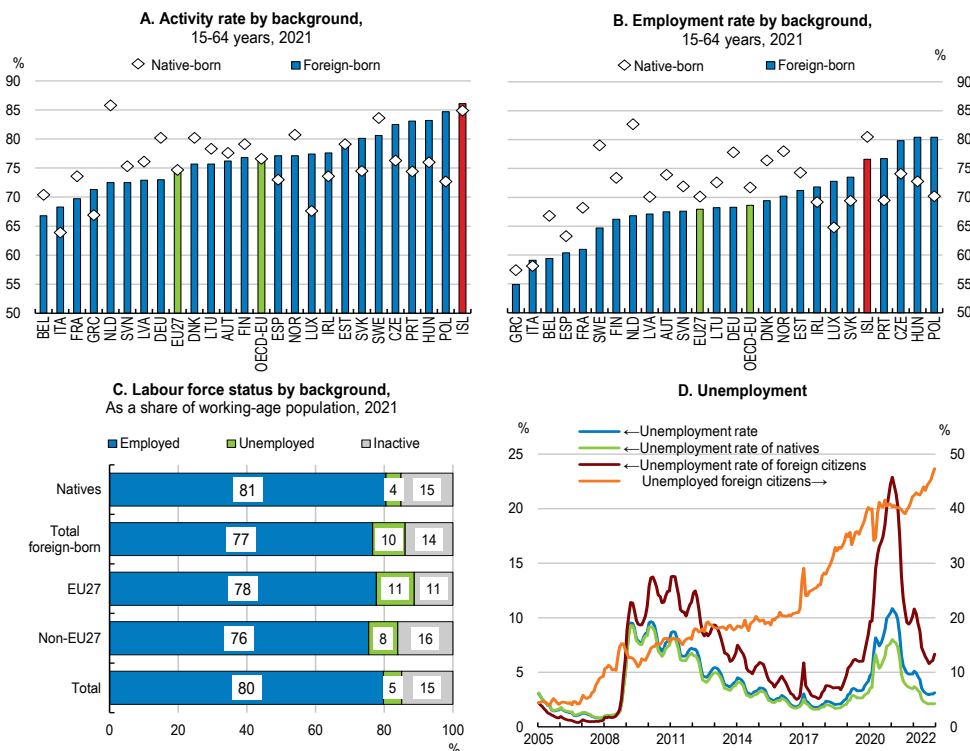 A. Activity rate by background,
15-64 years, 2021
%
Native-born
Foreign-born
90
85
80
75
70
65
60
55
50
BEL
ITA
FRA
GRC
NLD
SVN
LVA
DEU
EU27
DNK
LTU
AUT
FIN
OECD-EU
ESP
NOR
LUX
IRL
EST
SVK
SWE
CZE
PRT
HUN
POL
ISL
B. Employment rate by background,
15-64 years, 2021
%
Native-born
Foreign-born
90
85
80
75
70
65
60
55
50
GRC
ITA
BEL
ESP
FRA
SWE
FIN
NLD
LVA
AUT
SVN
EU27
LTU
DEU
OECD-EU
DNK
NOR
EST
IRL
LUX
SVK
ISL
PRT
CZE
HUN
POL
C. Labour force status by background,
As a share of working-age population, 2021
Employed
Unemployed
Inactive
Natives
81
4
15
Total
foreign-born
77
10
14
EU27
78
11
11
Non-EU27
76
8
16
Total
80
5
15
0 20 40 60 80 100
%
D. Unemployment
%
%
←Unemployment rate
←Unemployment rate of natives
←Unemployment rate of foreign citizens
Unemployed foreign citizens→
25
20
15
10
5
0
50
40
30
20
10
0
2005 2008 2011 2014 2017 2020 2022